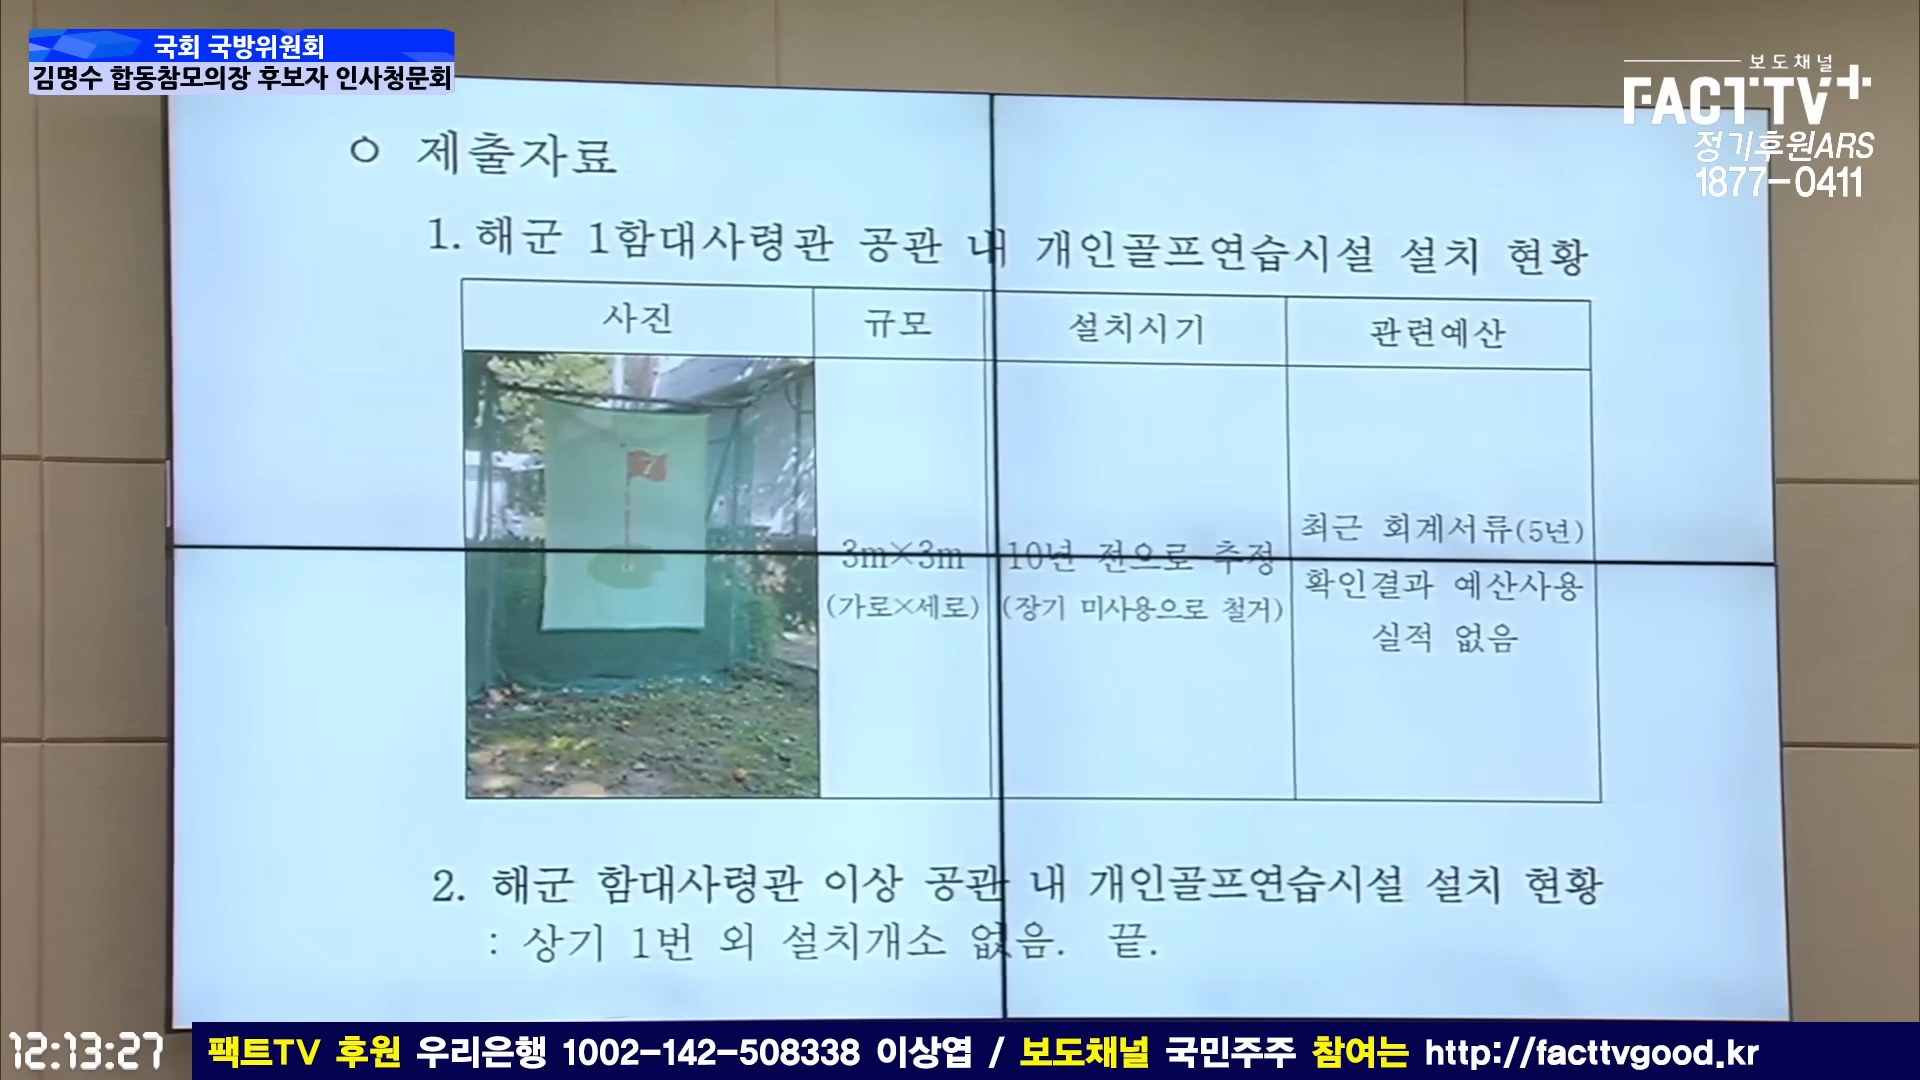 국회 국방위원회
김명수 합동참모의장 후보자 인사청문회
보도채널
FACTTV+
정기후원ARS
1877-0411
ㅇ 제출자료
1. 해군 1함대사령관 공관 내 개인골프연습시설 설치 현황
사진 규모 설치시기 관련예산
7
3m×3m
(가로×세로)
10년 전으로 추정
(장기 미사용으로 철거)
최근 회계서류(5년)
확인결과 예산사용
실적 없음
2. 해군 함대사령관 이상 공관 내 개인골프연습시설 설치 현황
: 상기 1번 외 설치개소 없음. 끝.
12:13:27
팩트TV 후원 우리은행 1002-142-508338 이상엽 / 보도채널 국민주주 참여는 http://facttvgood.kr